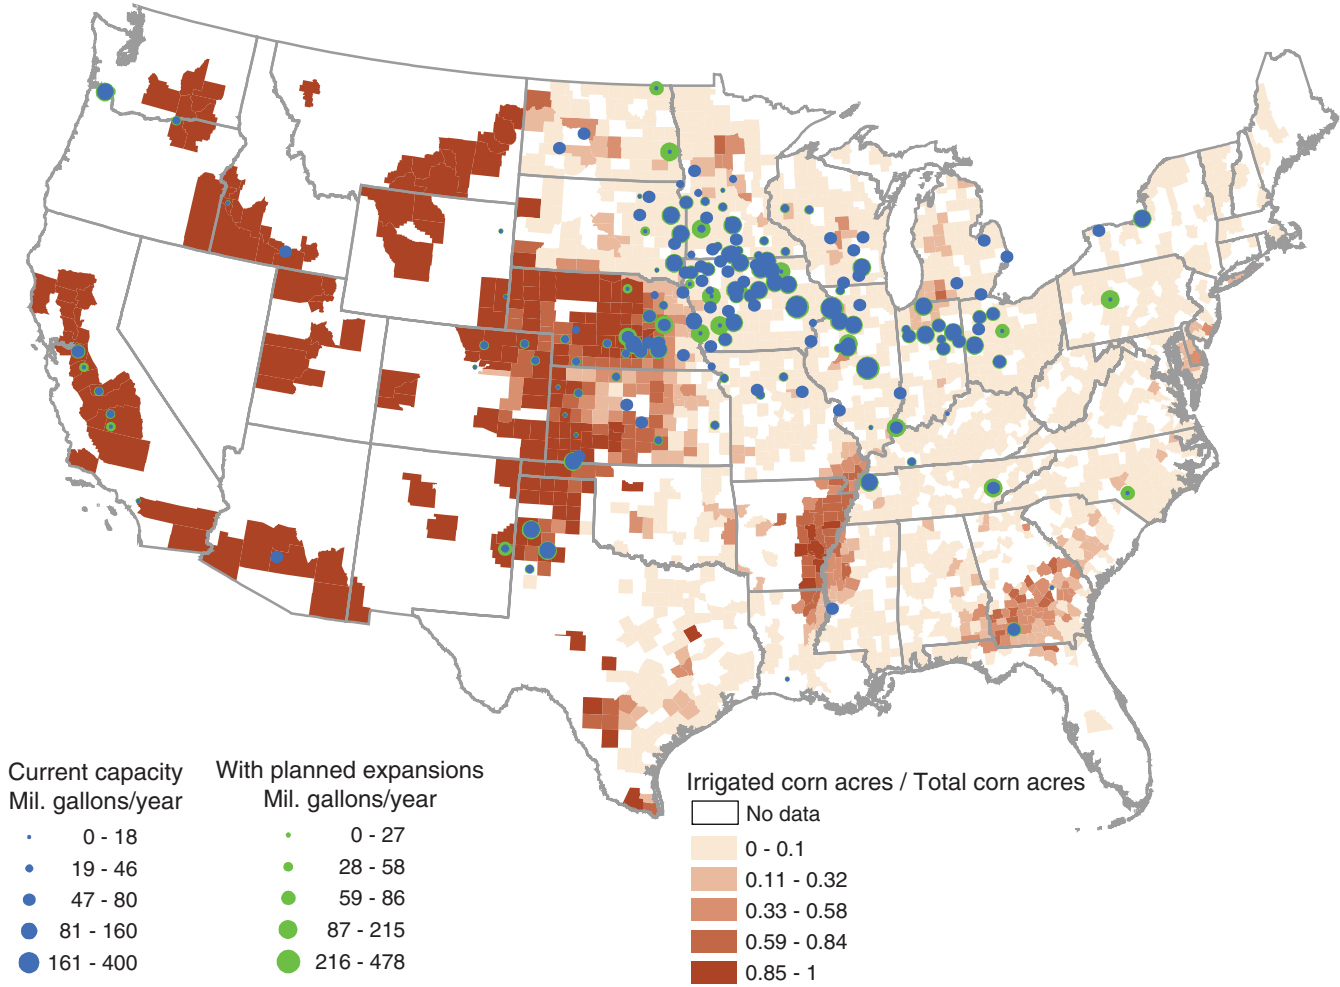 Current capacity
Mil. gallons/year
0 - 18
19 - 46
47 - 80
81 - 160
161 - 400
With planned expansions
Mil. gallons/year
0 - 27
28 - 58
59 - 86
87 - 215
216 - 478
Irrigated corn acres / Total corn acres
No data
0 - 0.1
0.11 - 0.32
0.33 - 0.58
0.59 - 0.84
0.85 - 1